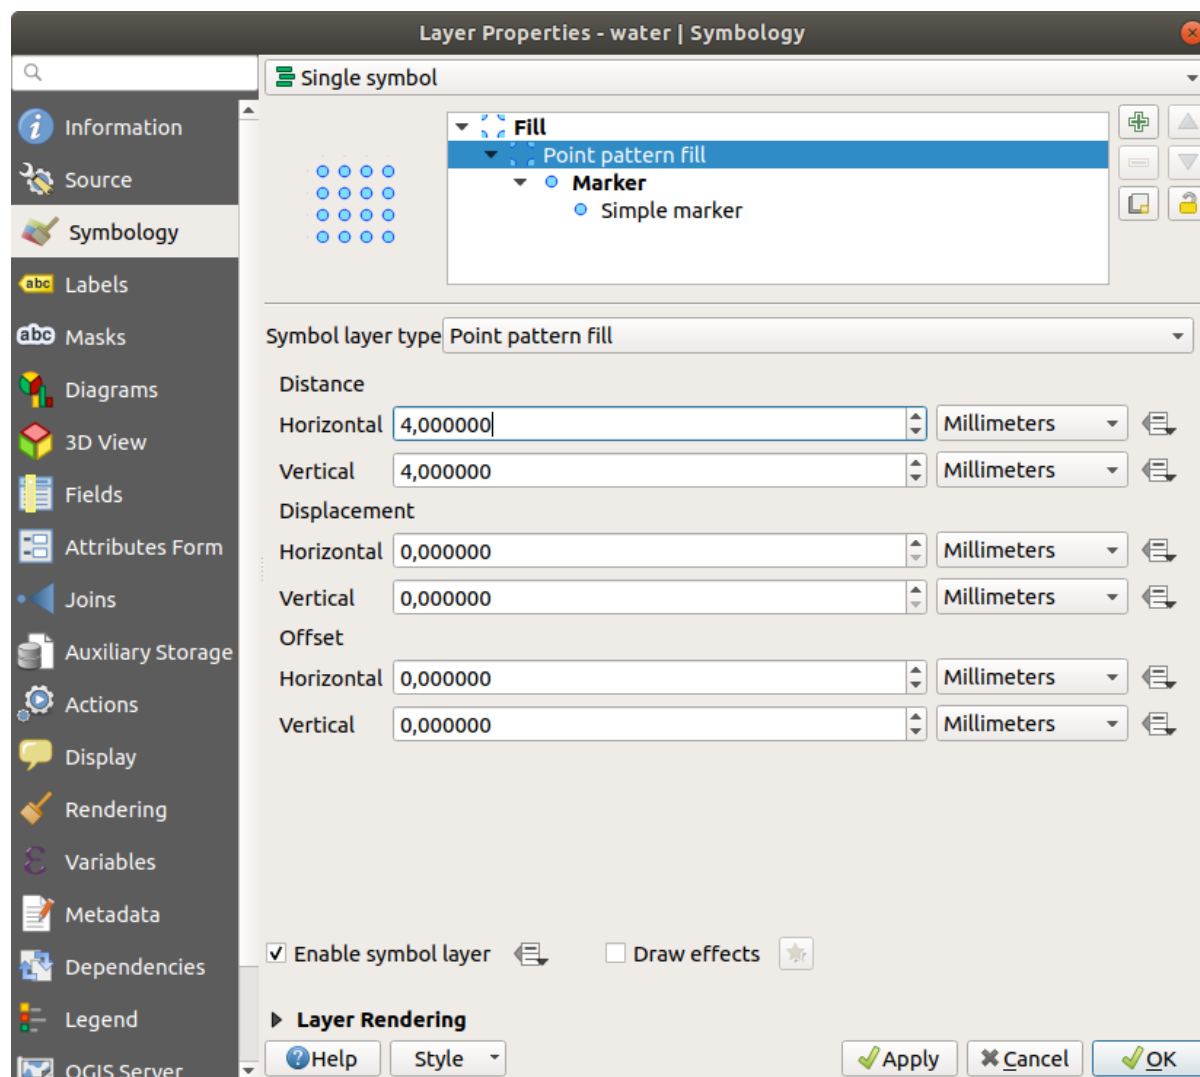 Layer Properties - water | Symbology
Single symbol
Information
Source
Symbology
Labels
Masks
Diagrams
3D View
Fields
Attributes Form
Joins
Auxiliary Storage
Actions
Display
Rendering
Variables
Metadata
Dependencies
Legend
QGIS Server
Fill
Point pattern fill
Marker
Simple marker
Symbol layer type Point pattern fill
Distance
Horizontal 4,000000 Millimeters
Vertical 4,000000 Millimeters
Displacement
Horizontal 0,000000 Millimeters
Vertical 0,000000 Millimeters
Offset
Horizontal 0,000000 Millimeters
Vertical 0,000000 Millimeters
Enable symbol layer Draw effects
Layer Rendering
Help Style Apply Cancel OK